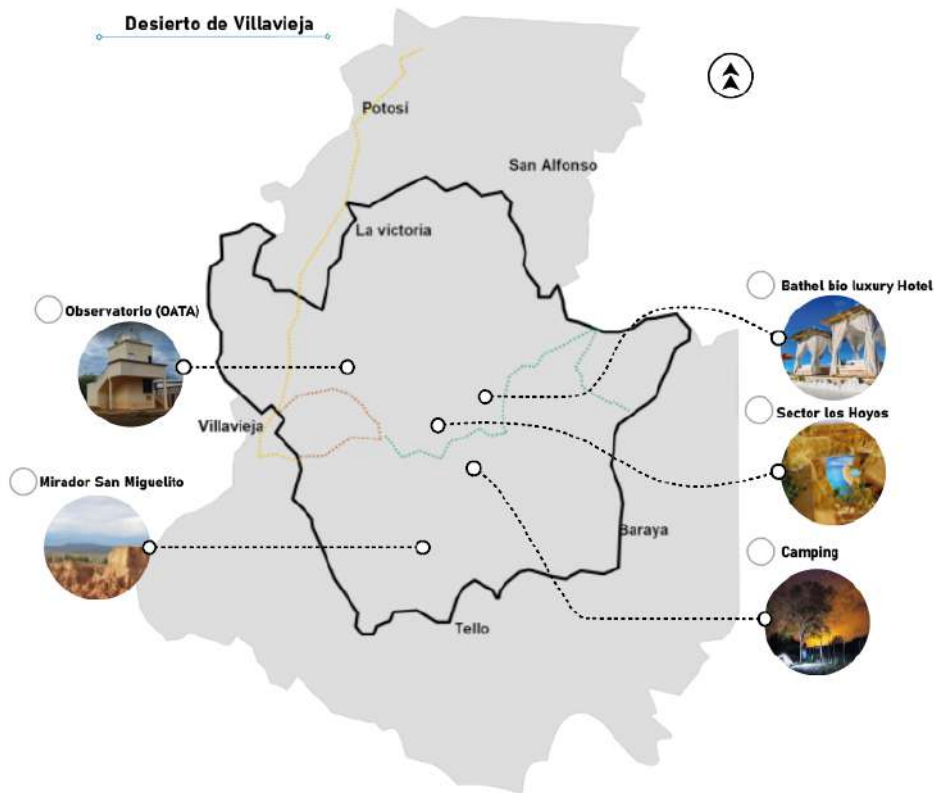 Desierto de Villavieja
Potosí
San Alfonso
La victoria
Observatorio (OATA)
Bathel bio luxury Hotel
Villavieja
Sector los Hoyos
Mirador San Miguelito
Baraya
Camping
Tello